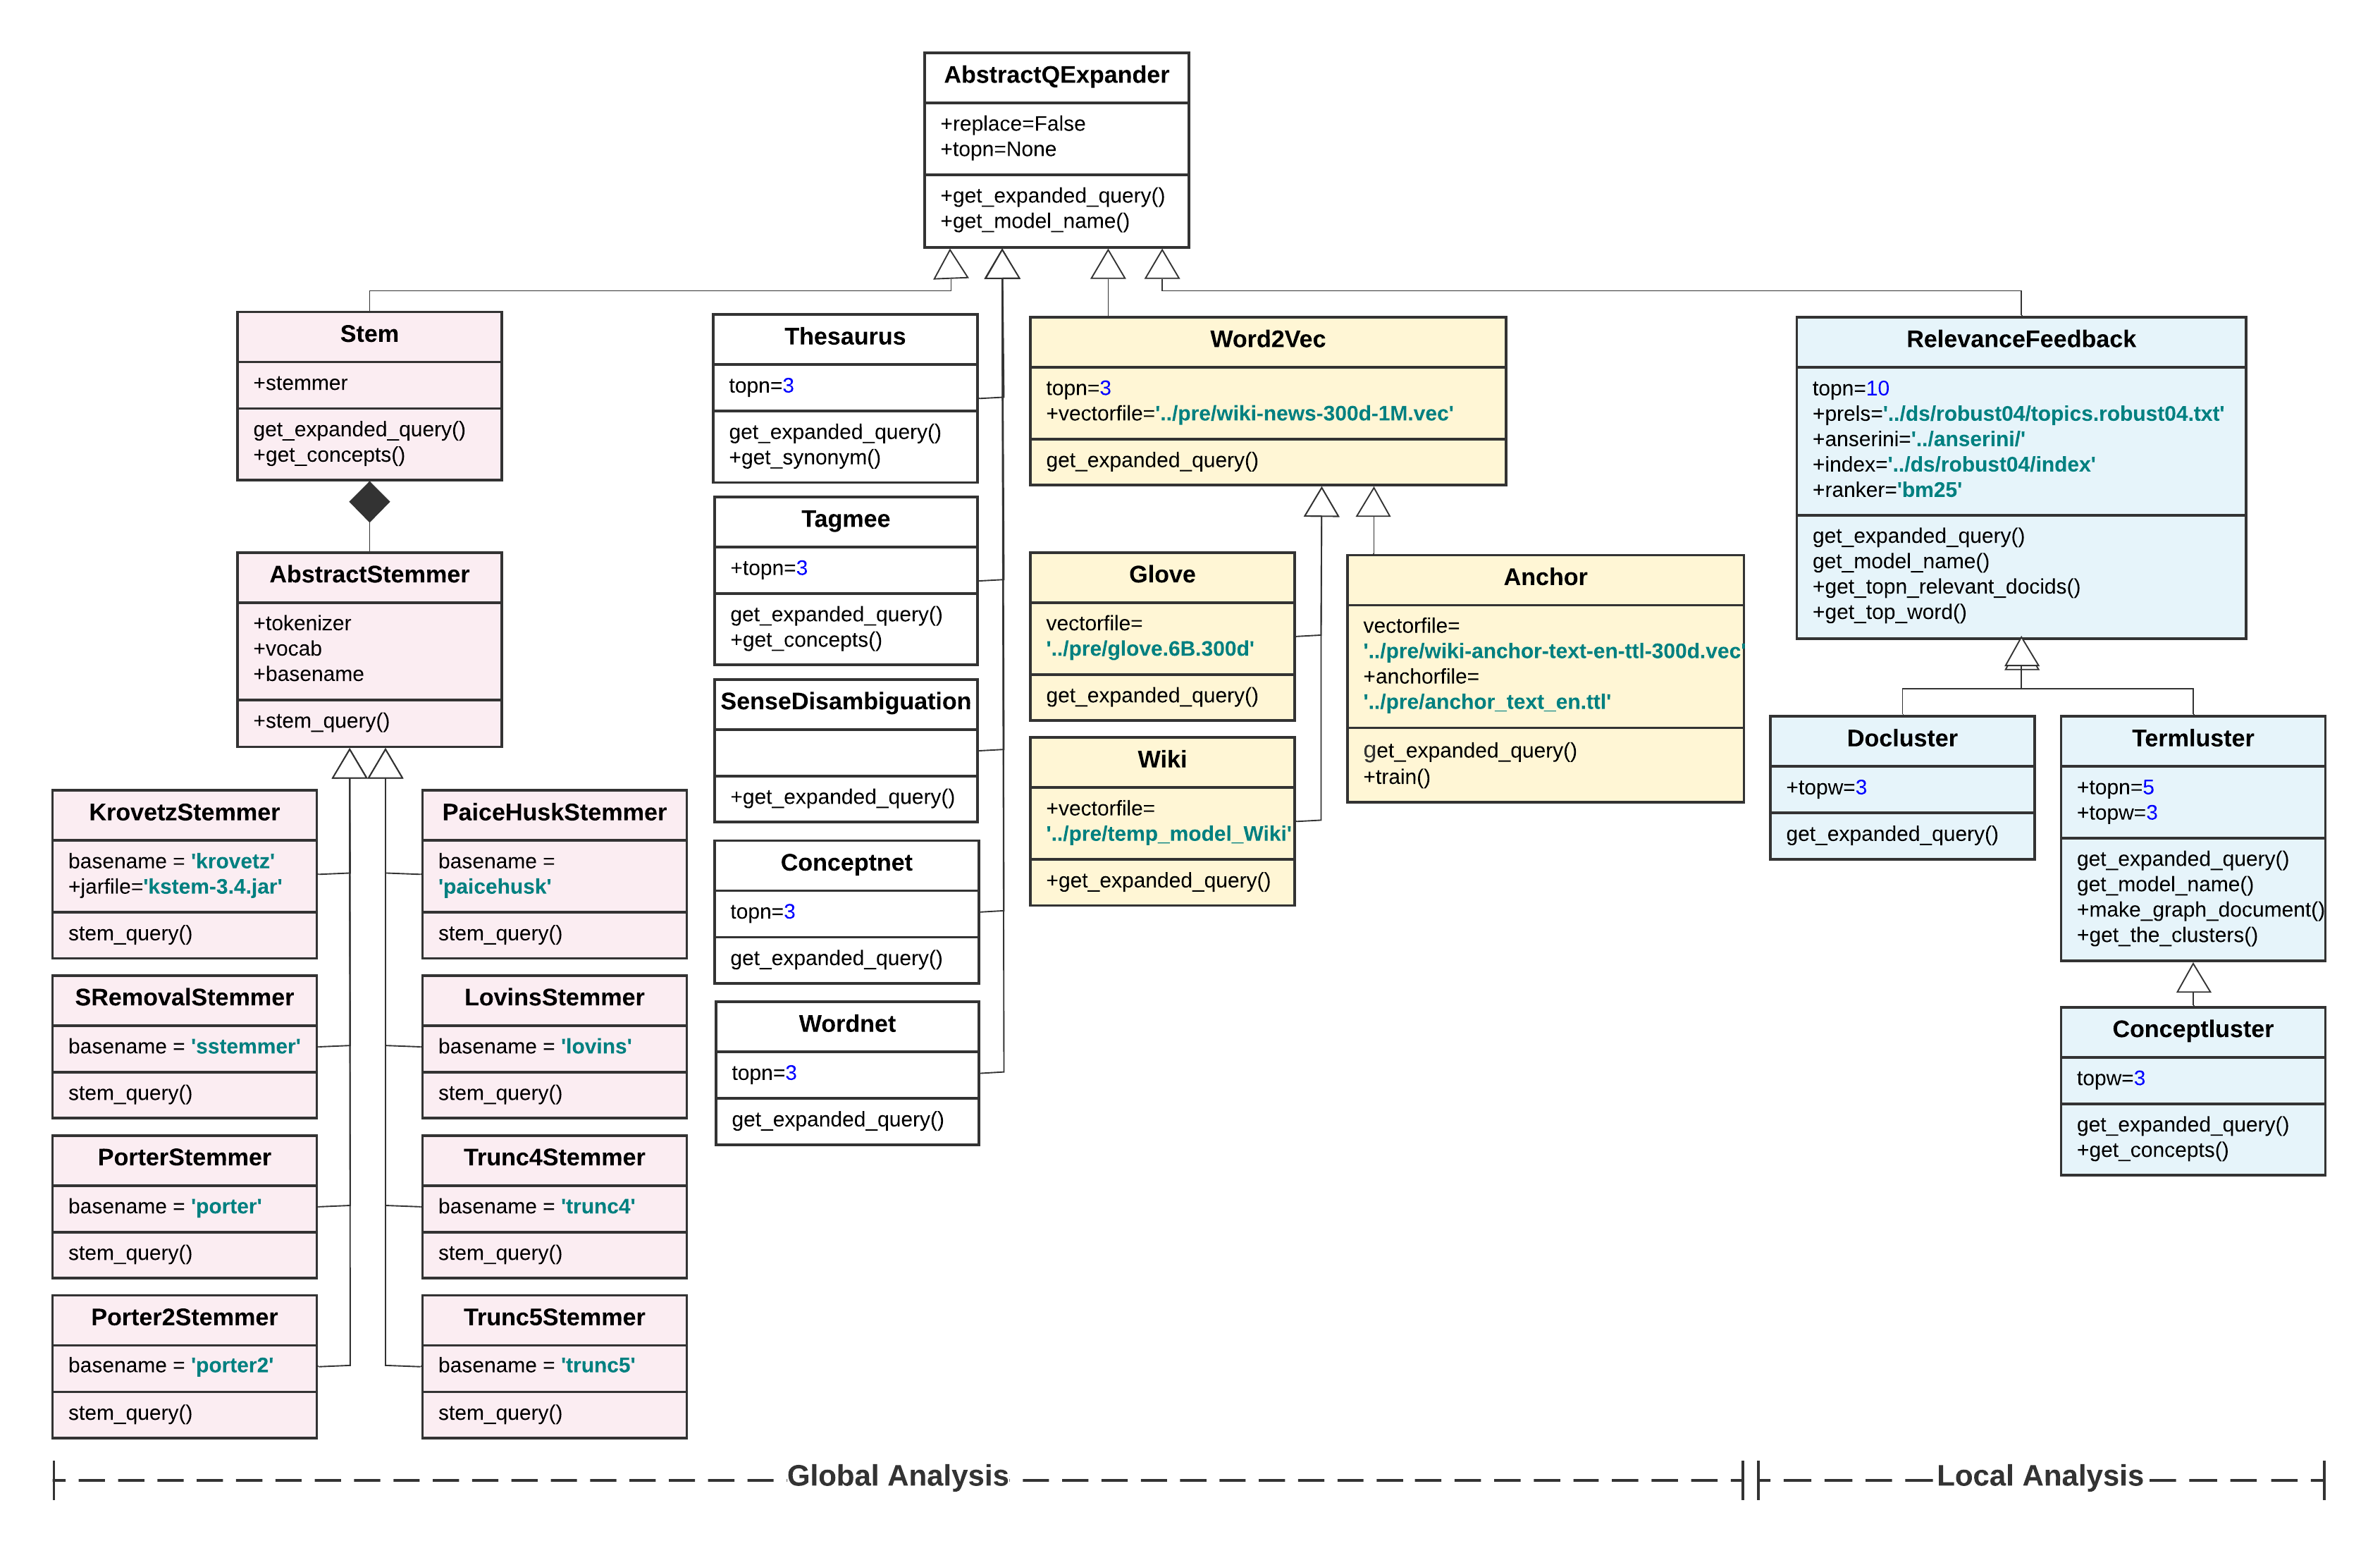 AbstractQExpander
+replace=False
+topn=None
+get_expanded_query()
+get_model_name()
Stem
+stemmer
get_expanded_query()
+get_concepts()
AbstractStemmer
+tokenizer
+vocab
+basename
+stem_query()
KrovetzStemmer
basename = 'krovetz'
+jarfile='kstem-3.4.jar'
stem_query()
PaiceHuskStemmer
basename =
'paicehusk'
stem_query()
SRemovalStemmer
basename = 'sstemmer'
stem_query()
LovinsStemmer
basename = 'lovins'
stem_query()
PorterStemmer
basename = 'porter'
stem_query()
Trunc4Stemmer
basename = 'trunc4'
stem_query()
Porter2Stemmer
basename = 'porter2'
stem_query()
Trunc5Stemmer
basename = 'trunc5'
stem_query()
Thesaurus
topn=3
get_expanded_query()
+get_synonym()
Tagmee
+topn=3
get_expanded_query()
+get_concepts()
SenseDisambiguation
+get_expanded_query()
Conceptnet
topn=3
get_expanded_query()
Wordnet
topn=3
get_expanded_query()
Word2Vec
topn=3
+vectorfile='../pre/wiki-news-300d-1M.vec'
get_expanded_query()
Glove
vectorfile=
'../pre/glove.6B.300d'
get_expanded_query()
Wiki
+vectorfile=
'../pre/temp_model_Wiki'
+get_expanded_query()
Anchor
vectorfile=
'../pre/wiki-anchor-text-en-ttl-300d.vec'
+anchorfile=
'../pre/anchor_text_en.ttl'
get_expanded_query()
+train()
RelevanceFeedback
topn=10
+prels='../ds/robust04/topics.robust04.txt'
+anserini='../anserini/'
+index='../ds/robust04/index'
+ranker='bm25'
get_expanded_query()
get_model_name()
+get_topn_relevant_docids()
+get_top_word()
Docluster
+topw=3
get_expanded_query()
Termluster
+topn=5
+topw=3
get_expanded_query()
get_model_name()
+make_graph_document()
+get_the_clusters()
Conceptluster
topw=3
get_expanded_query()
+get_concepts()
Global Analysis
Local Analysis